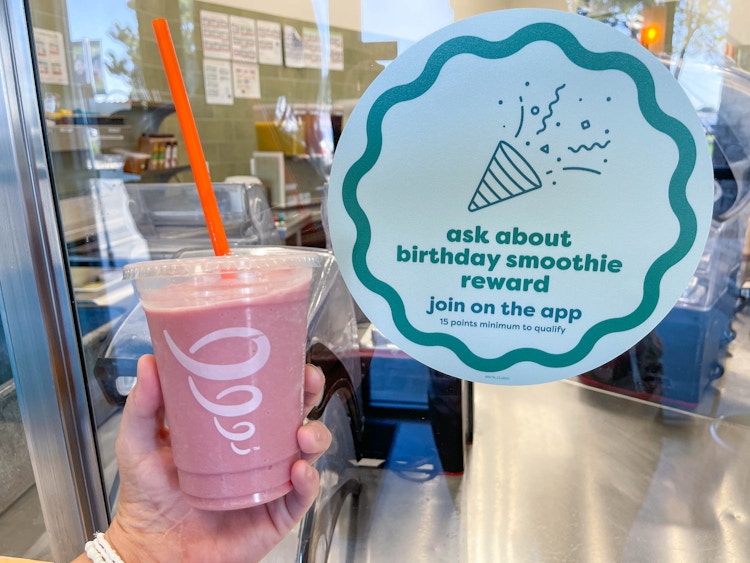 ask about
birthday smoothie
reward
join on the app
15 points minimum to qualify